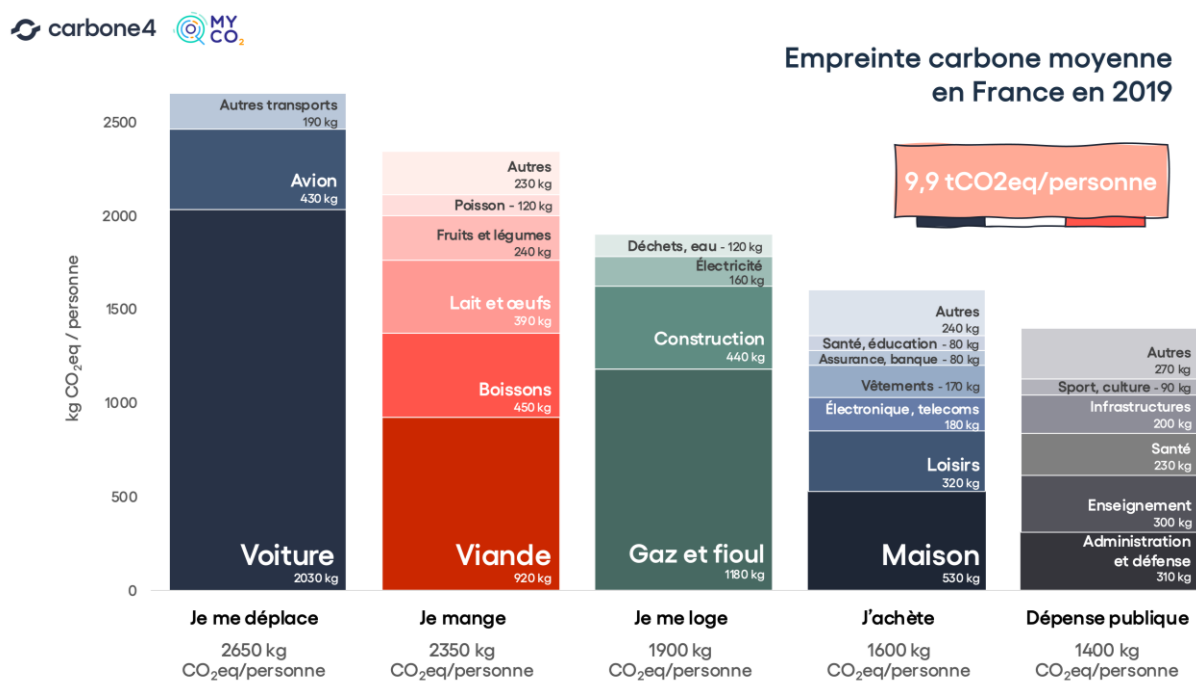 carbone4
MY
CO₂
Empreinte carbone moyenne
en France en 2019
9,9 tCO2eq/personne
kg CO₂eq / personne
2500
2000
1500
1000
500
0
Autres transports
190 kg
Avion
430 kg
Voiture
2030 kg
Je me déplace
2650 kg
CO₂eq/personne
Autres
230 kg
Poisson - 120 kg
Fruits et légumes
240 kg
Lait et œufs
390 kg
Boissons
450 kg
Viande
920 kg
Je mange
2350 kg
CO₂eq/personne
Déchets, eau - 120 kg
Électricité
160 kg
Construction
440 kg
Gaz et fioul
1180 kg
Je me loge
1900 kg
CO₂eq/personne
Autres
240 kg
Santé, éducation - 80 kg
Assurance, banque - 80 kg
Vêtements - 170 kg
Électronique, telecoms
180 kg
Loisirs
320 kg
Maison
530 kg
J'achète
1600 kg
CO₂eq/personne
Autres
270 kg
Sport, culture - 90 kg
Infrastructures
200 kg
Santé
230 kg
Enseignement
300 kg
Administration
et défense
310 kg
Dépense publique
1400 kg
CO₂eq/personne